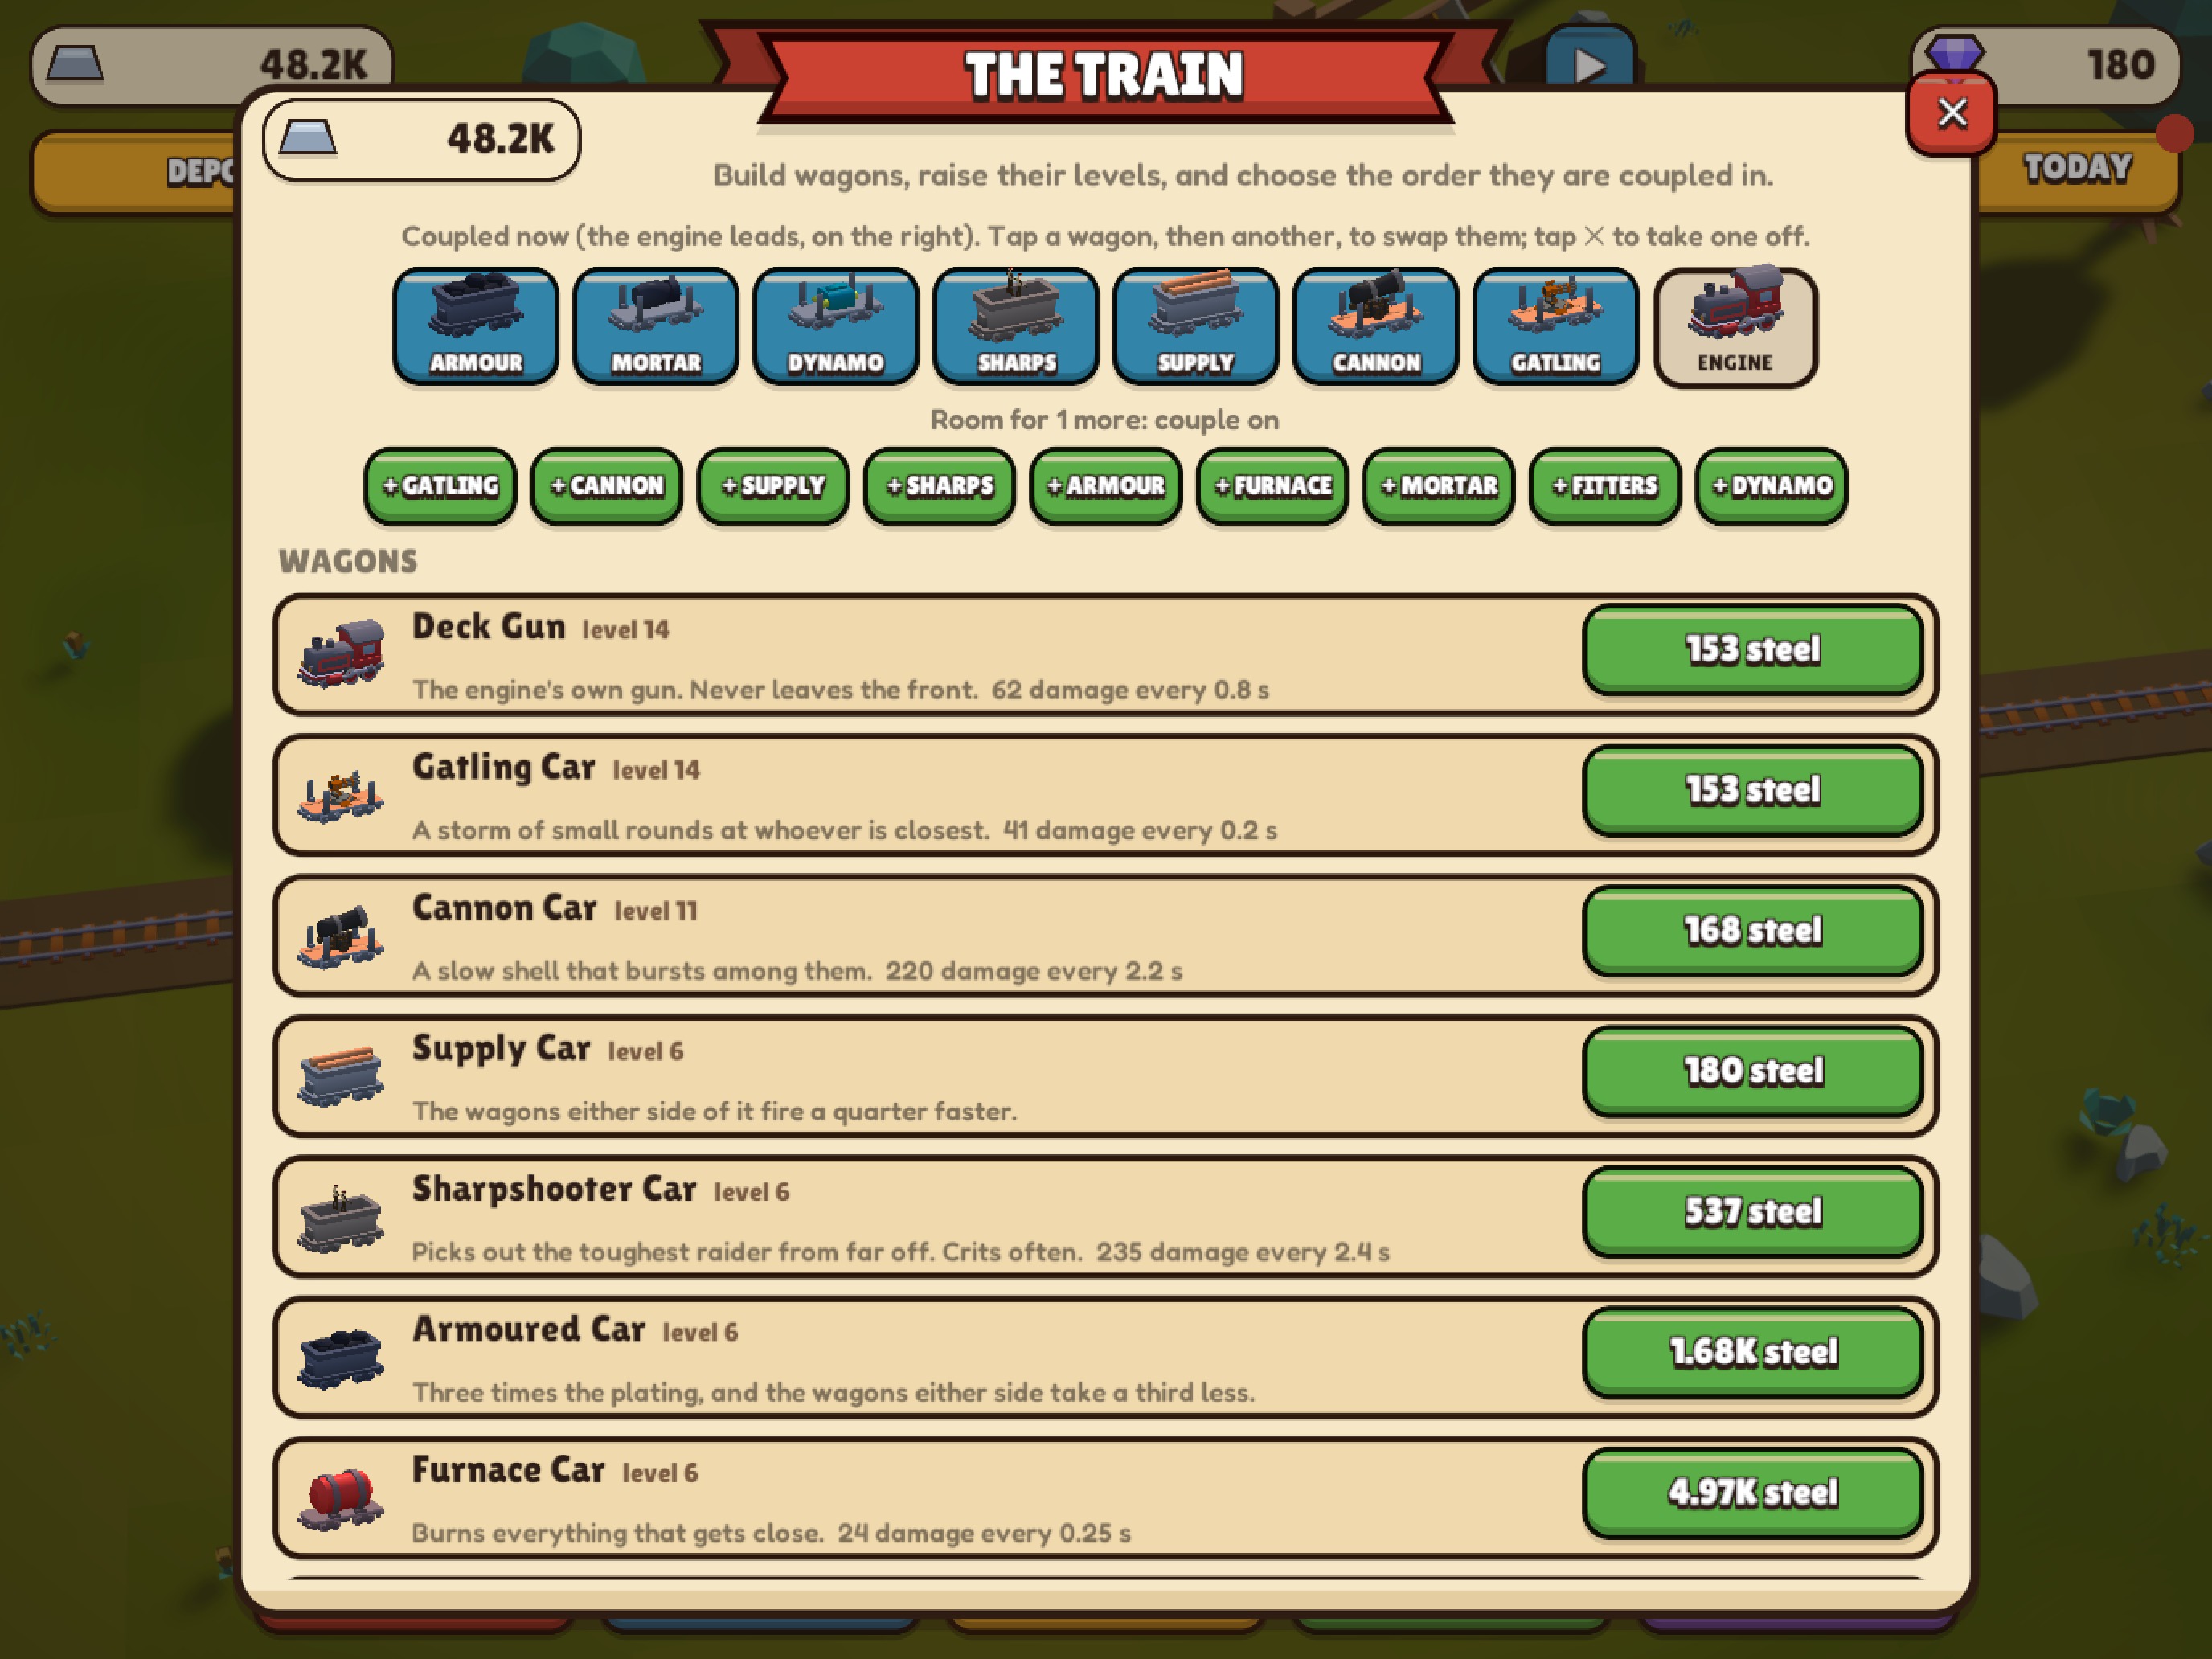 48.2K
THE TRAIN
180
48.2K
DEPO
TODAY
Build wagons, raise their levels, and choose the order they are coupled in.
Coupled now (the engine leads, on the right). Tap a wagon, then another, to swap them; tap × to take one off.
ARMOUR MORTAR DYNAMO SHARPS SUPPLY CANNON GATLING ENGINE
Room for 1 more: couple on
+ GATLING + CANNON + SUPPLY + SHARPS + ARMOUR + FURNACE + MORTAR + FITTERS + DYNAMO
WAGONS
Deck Gun level 14
153 steel
The engine's own gun. Never leaves the front. 62 damage every 0.8 s
Gatling Car level 14
153 steel
A storm of small rounds at whoever is closest. 41 damage every 0.2 s
Cannon Car level 11
168 steel
A slow shell that bursts among them. 220 damage every 2.2 s
Supply Car level 6
180 steel
The wagons either side of it fire a quarter faster.
Sharpshooter Car level 6
537 steel
Picks out the toughest raider from far off. Crits often. 235 damage every 2.4 s
Armoured Car level 6
1.68K steel
Three times the plating, and the wagons either side take a third less.
Furnace Car level 6
4.97K steel
Burns everything that gets close. 24 damage every 0.25 s